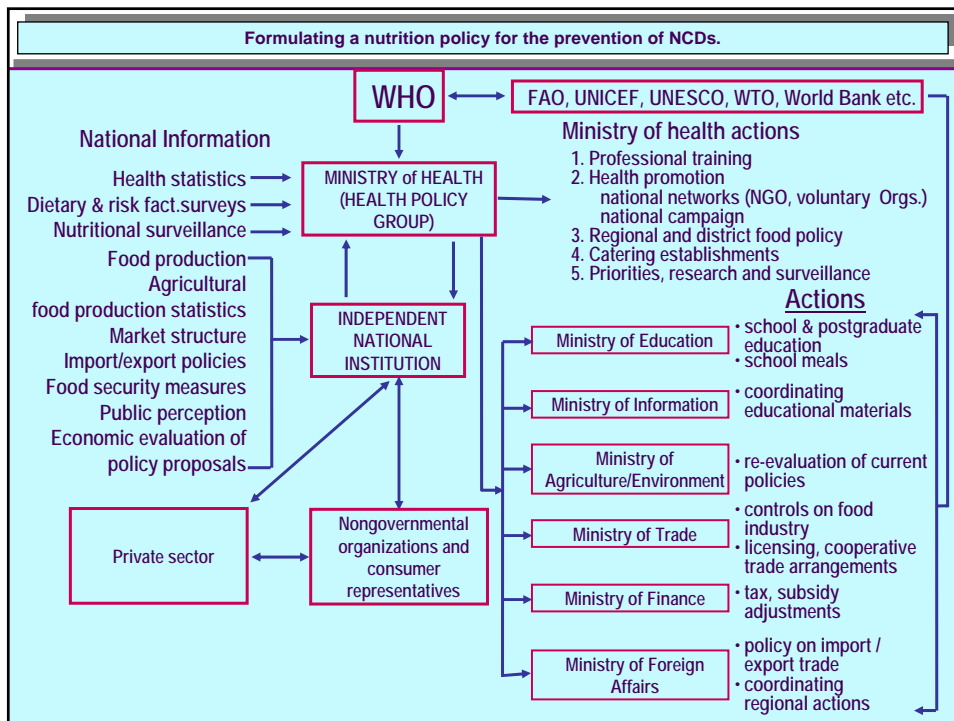 Formulating a nutrition policy for the prevention of NCDs.
WHO
FAO, UNICEF, UNESCO, WTO, World Bank etc.
National Information
Health statistics
Dietary & risk fact.surveys
Nutritional surveillance
Food production
Agricultural
food production statistics
Market structure
Import/export policies
Food security measures
Public perception
Economic evaluation of
policy proposals
MINISTRY of HEALTH
(HEALTH POLICY
GROUP)
Ministry of health actions
1. Professional training
2. Health promotion
national networks (NGO, voluntary Orgs.)
national campaign
3. Regional and district food policy
4. Catering establishments
5. Priorities, research and surveillance
INDEPENDENT
NATIONAL
INSTITUTION
Private sector
Nongovernmental
organizations and
consumer
representatives
Actions
Ministry of Education
• school & postgraduate
education
• school meals
Ministry of Information
• coordinating
educational materials
Ministry of
Agriculture/Environment
• re-evaluation of current
policies
Ministry of Trade
• controls on food
industry
• licensing, cooperative
trade arrangements
Ministry of Finance
• tax, subsidy
adjustments
Ministry of Foreign
Affairs
• policy on import /
export trade
• coordinating
regional actions